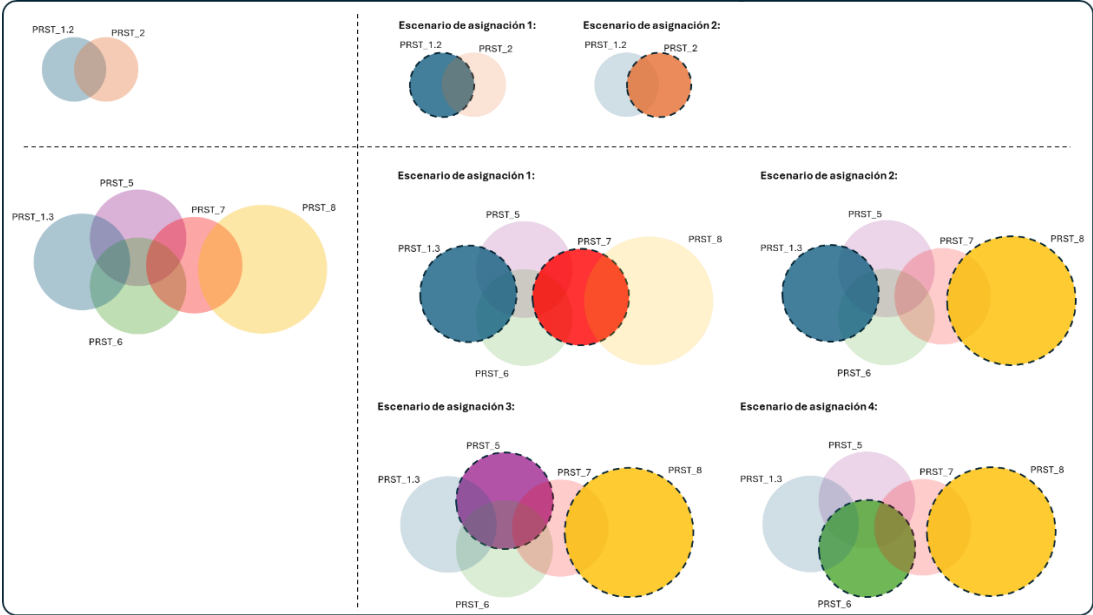 PRST_1.2
PRST_2
Escenario de asignación 1:
Escenario de asignación 2:
PRST_1.2
PRST_2
PRST_1.2
PRST_2
PRST_5
PRST_1.3
PRST_7
PRST_8
PRST_6
Escenario de asignación 1:
PRST_5
PRST_1.3
PRST_7
PRST_8
PRST_6
Escenario de asignación 2:
PRST_5
PRST_1.3
PRST_7
PRST_8
PRST_6
Escenario de asignación 3:
PRST_5
PRST_1.3
PRST_7
PRST_8
PRST_6
Escenario de asignación 4:
PRST_5
PRST_1.3
PRST_7
PRST_8
PRST_6